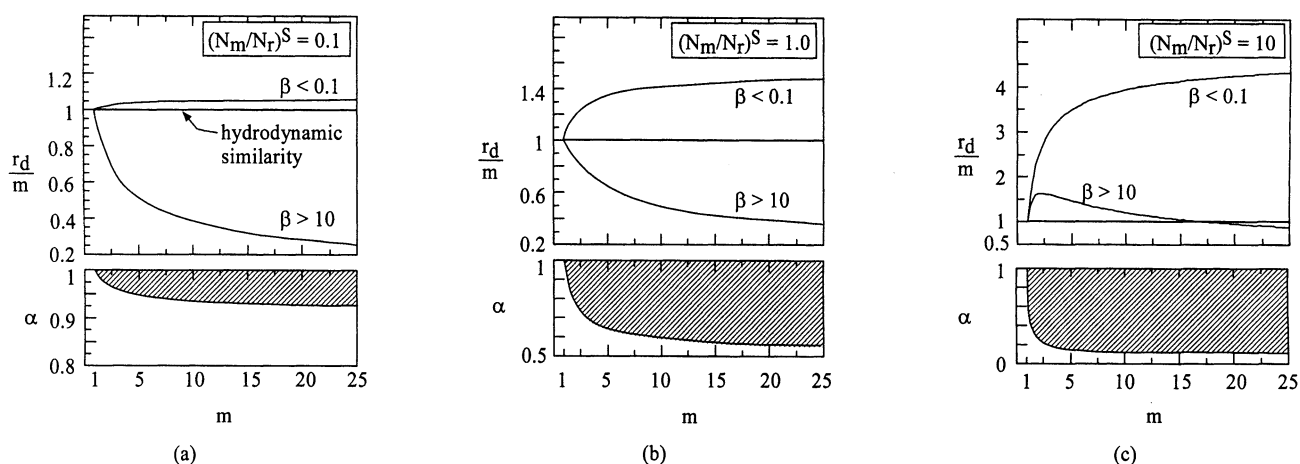 (N_m/N_r)^S = 0.1
1.2
1
0.8
0.6
0.4
0.2
r_d/m
β < 0.1
hydrodynamic
similarity
β > 10
1
0.9
0.8
α
1 5 10 15 20 25
m
(a)
(N_m/N_r)^S = 1.0
1.4
1
0.6
0.2
r_d/m
β < 0.1
β > 10
1
0.5
α
1 5 10 15 20 25
m
(b)
(N_m/N_r)^S = 10
4
3
2
1
0.5
r_d/m
β < 0.1
β > 10
1
0
α
1 5 10 15 20 25
m
(c)